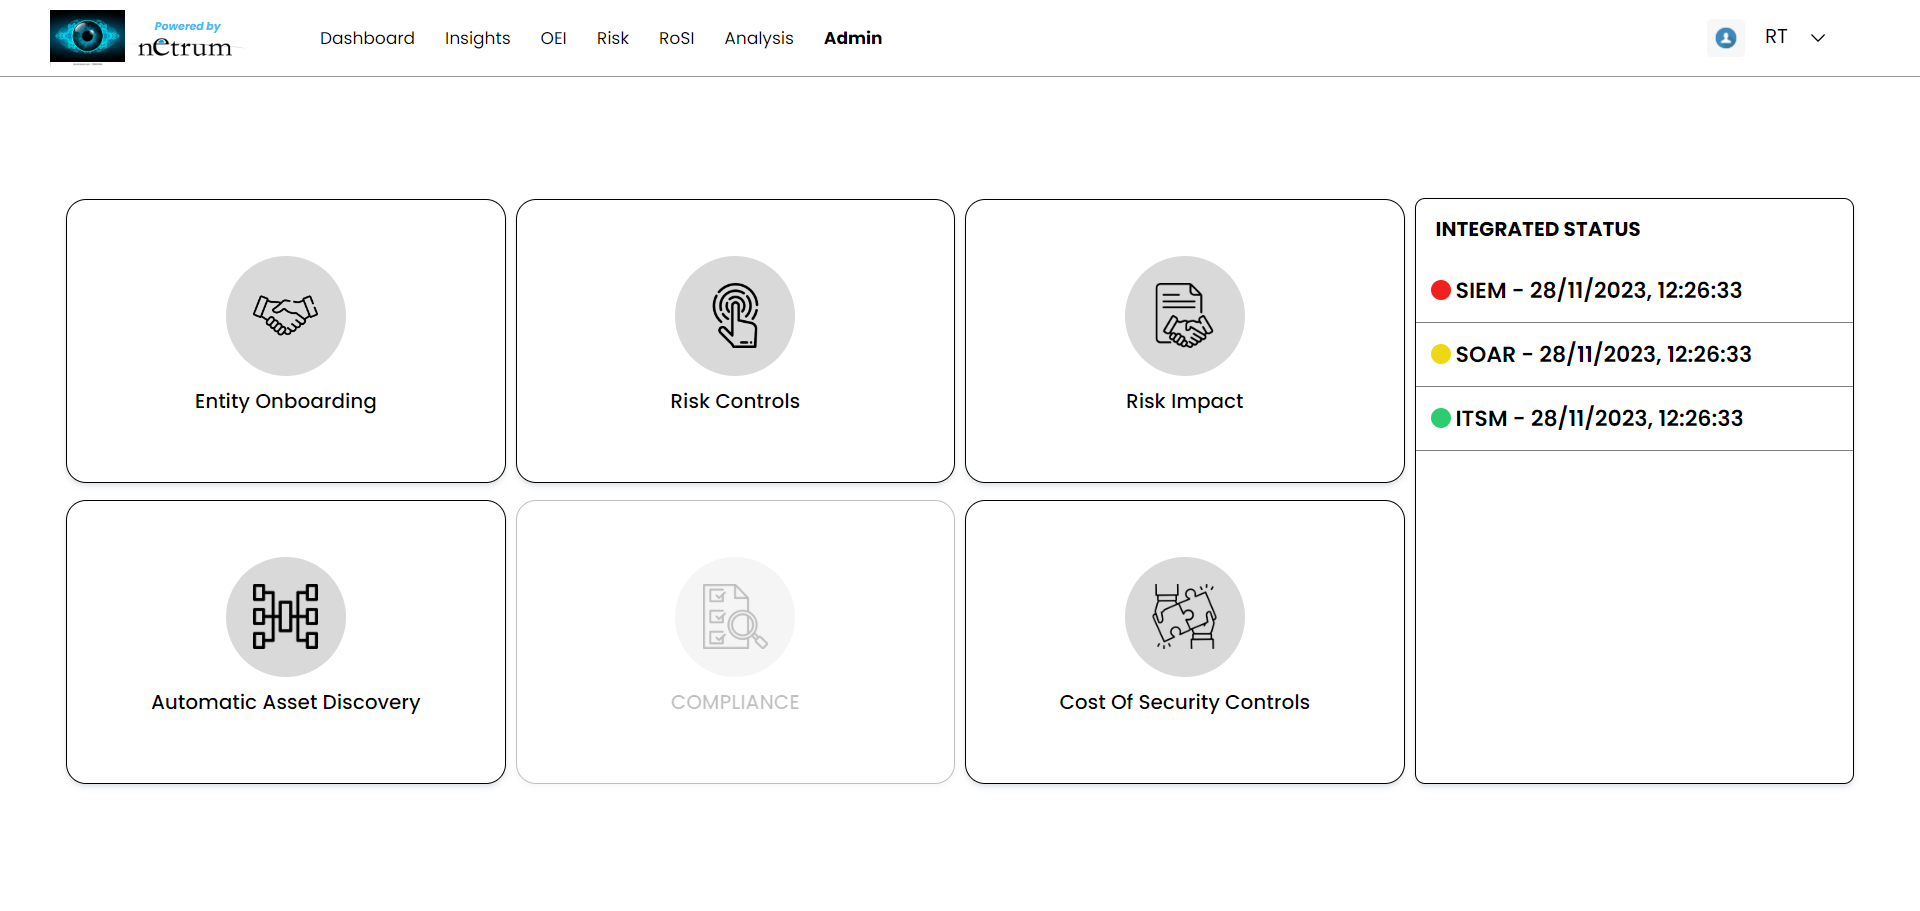 Powered by
netrum
Dashboard Insights OEI Risk RoSI Analysis Admin
RT
Entity Onboarding
Risk Controls
Risk Impact
Automatic Asset Discovery
COMPLIANCE
Cost Of Security Controls
INTEGRATED STATUS
SIEM - 28/11/2023, 12:26:33
SOAR - 28/11/2023, 12:26:33
ITSM - 28/11/2023, 12:26:33